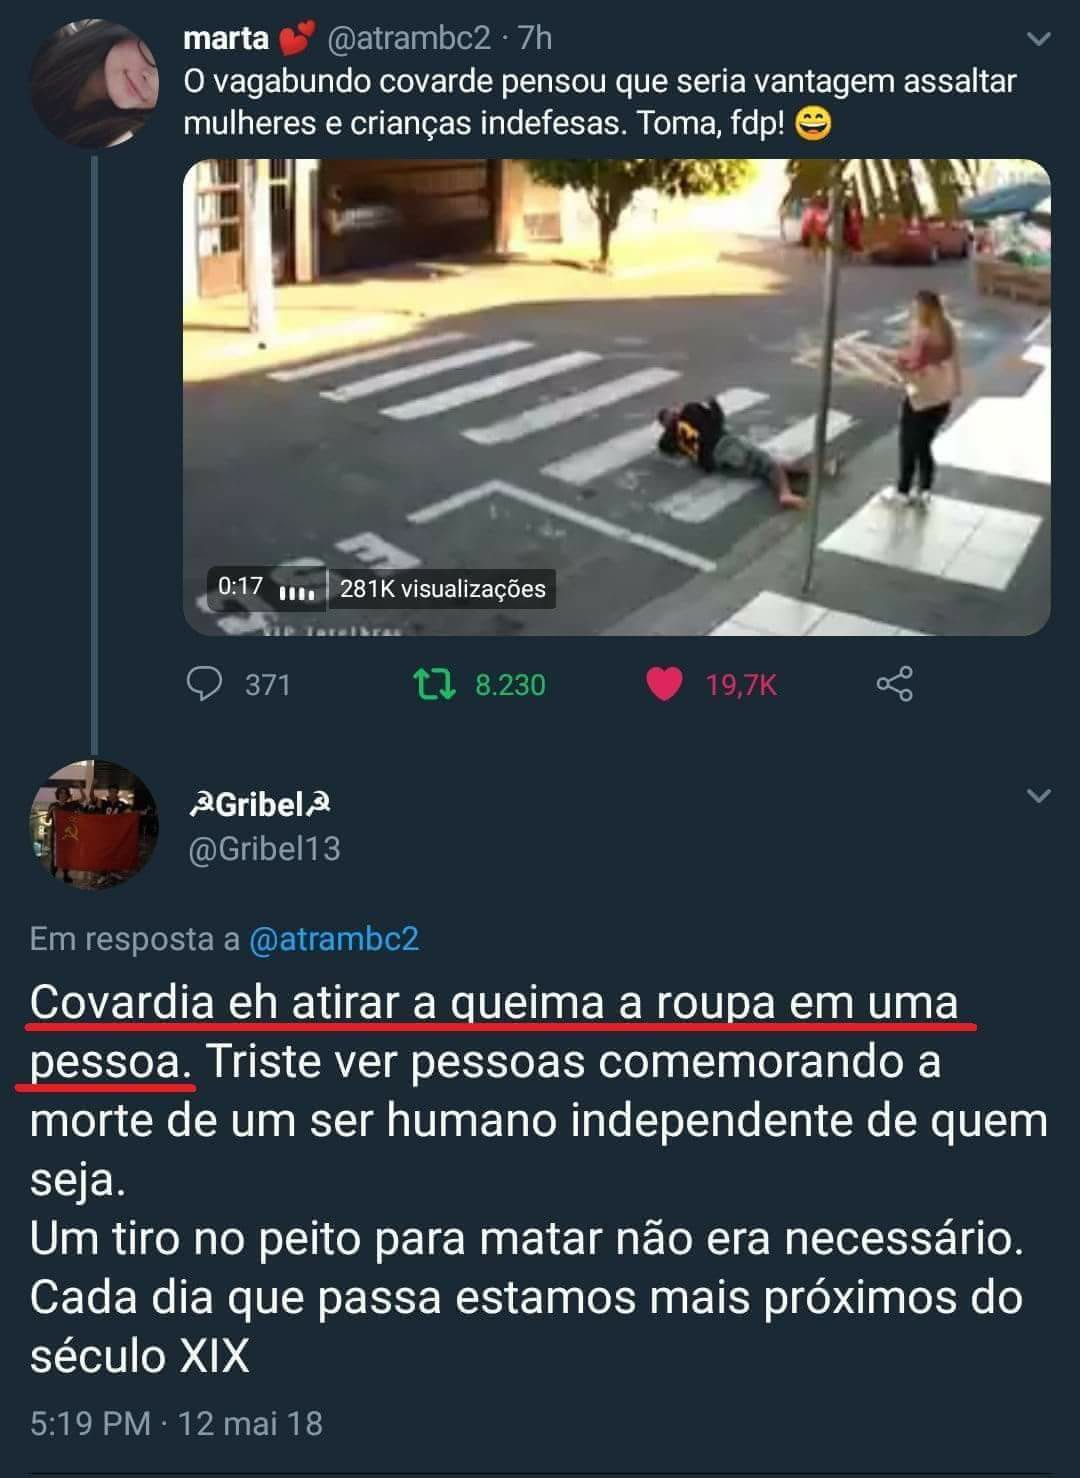 marta 💕 @atrambc2 · 7h
O vagabundo covarde pensou que seria vantagem assaltar
mulheres e crianças indefesas. Toma, fdp! 😄
0:17 281K visualizações
371 8.230 19,7K
☭Gribel☭
@Gribel13
Em resposta a @atrambc2
Covardia eh atirar a queima a roupa em uma
pessoa. Triste ver pessoas comemorando a
morte de um ser humano independente de quem
seja.
Um tiro no peito para matar não era necessário.
Cada dia que passa estamos mais próximos do
século XIX
5:19 PM · 12 mai 18